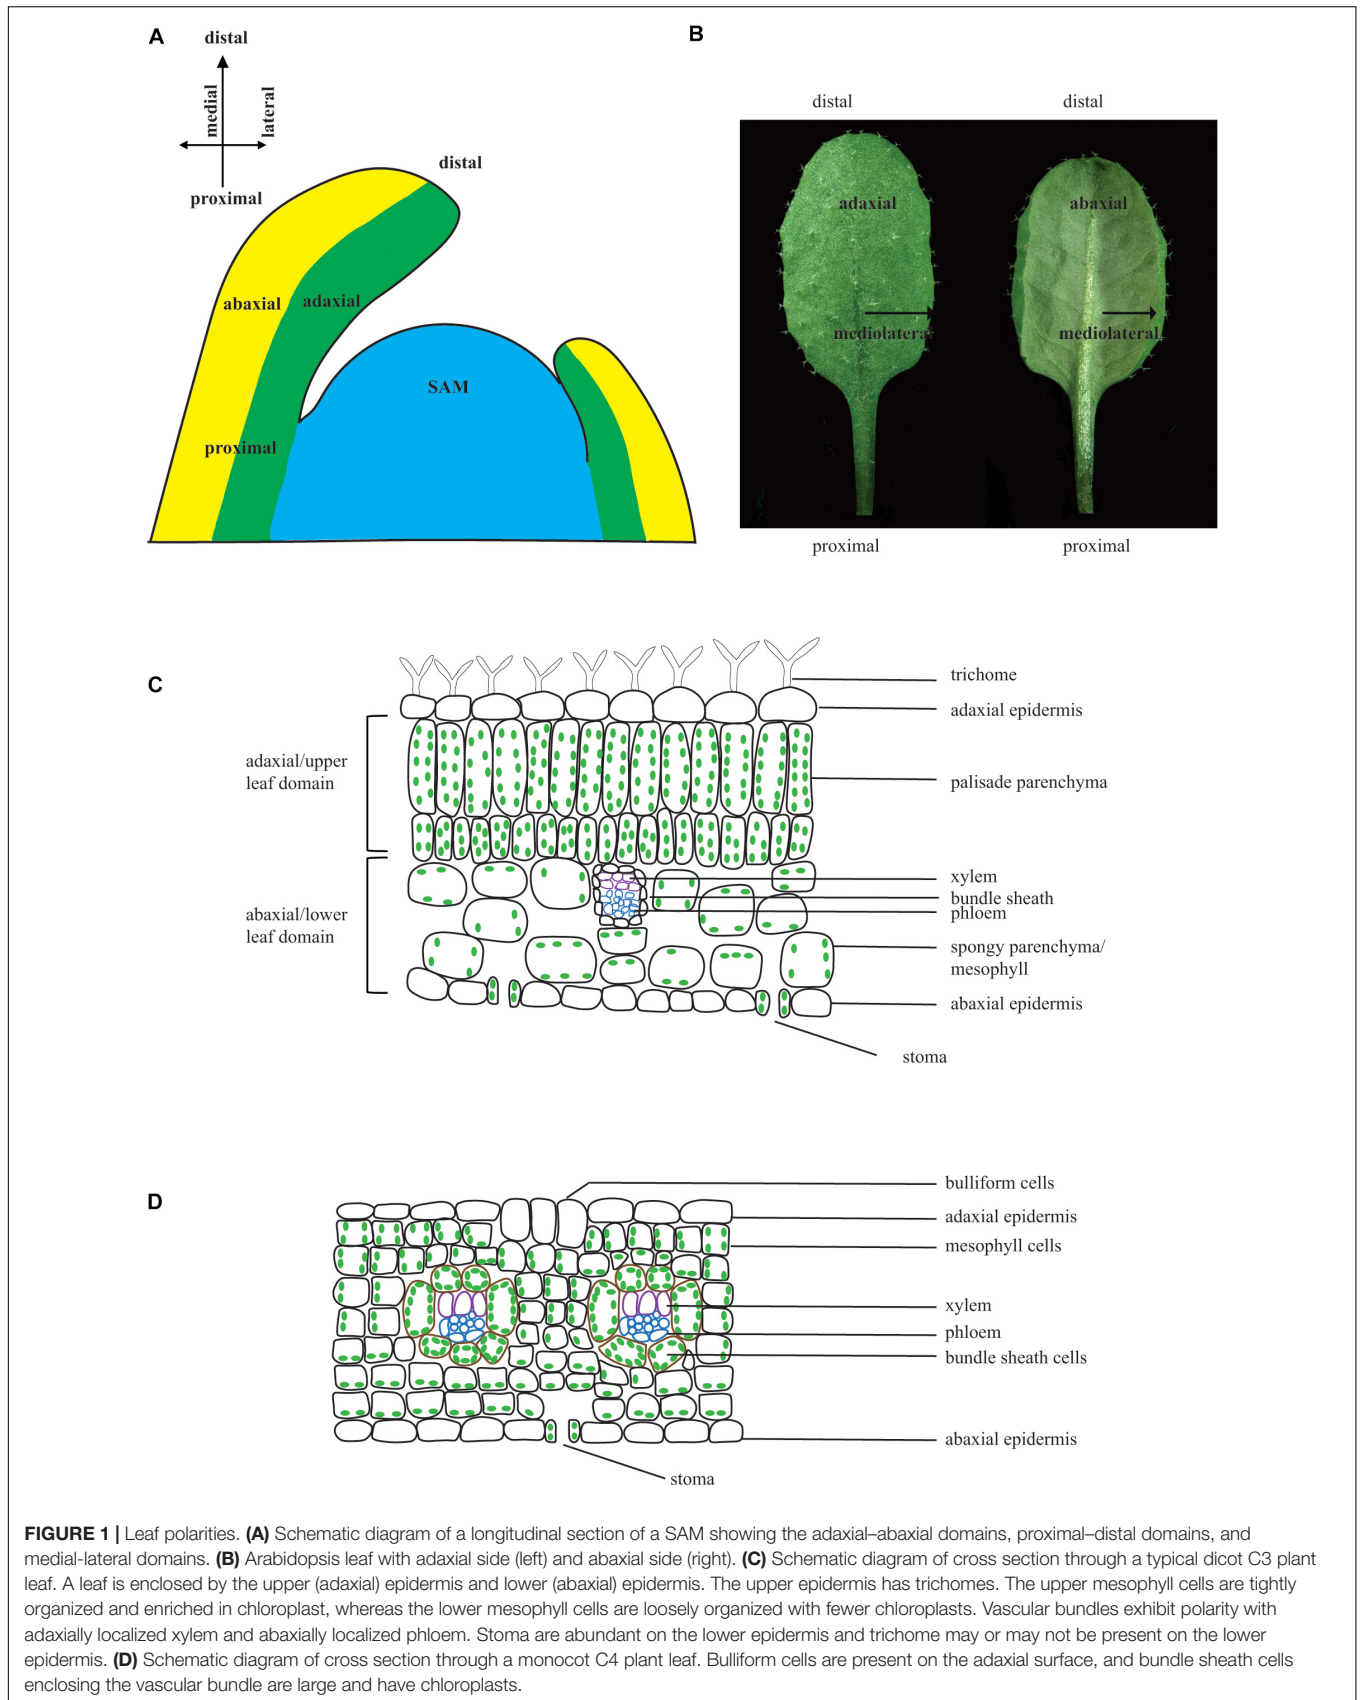 A
distal
medial
lateral
proximal
distal
abaxial
adaxial
SAM
proximal
B
distal
distal
adaxial
abaxial
mediolateral
mediolateral
proximal
proximal
C
trichome
adaxial epidermis
adaxial/upper
leaf domain
palisade parenchyma
xylem
bundle sheath
phloem
abaxial/lower
leaf domain
spongy parenchyma/
mesophyll
abaxial epidermis
stoma
D
bulliform cells
adaxial epidermis
mesophyll cells
xylem
phloem
bundle sheath cells
abaxial epidermis
stoma
FIGURE 1 | Leaf polarities. (A) Schematic diagram of a longitudinal section of a SAM showing the adaxial–abaxial domains, proximal–distal domains, and
medial-lateral domains. (B) Arabidopsis leaf with adaxial side (left) and abaxial side (right). (C) Schematic diagram of cross section through a typical dicot C3 plant
leaf. A leaf is enclosed by the upper (adaxial) epidermis and lower (abaxial) epidermis. The upper epidermis has trichomes. The upper mesophyll cells are tightly
organized and enriched in chloroplast, whereas the lower mesophyll cells are loosely organized with fewer chloroplasts. Vascular bundles exhibit polarity with
adaxially localized xylem and abaxially localized phloem. Stoma are abundant on the lower epidermis and trichome may or may not be present on the lower
epidermis. (D) Schematic diagram of cross section through a monocot C4 plant leaf. Bulliform cells are present on the adaxial surface, and bundle sheath cells
enclosing the vascular bundle are large and have chloroplasts.